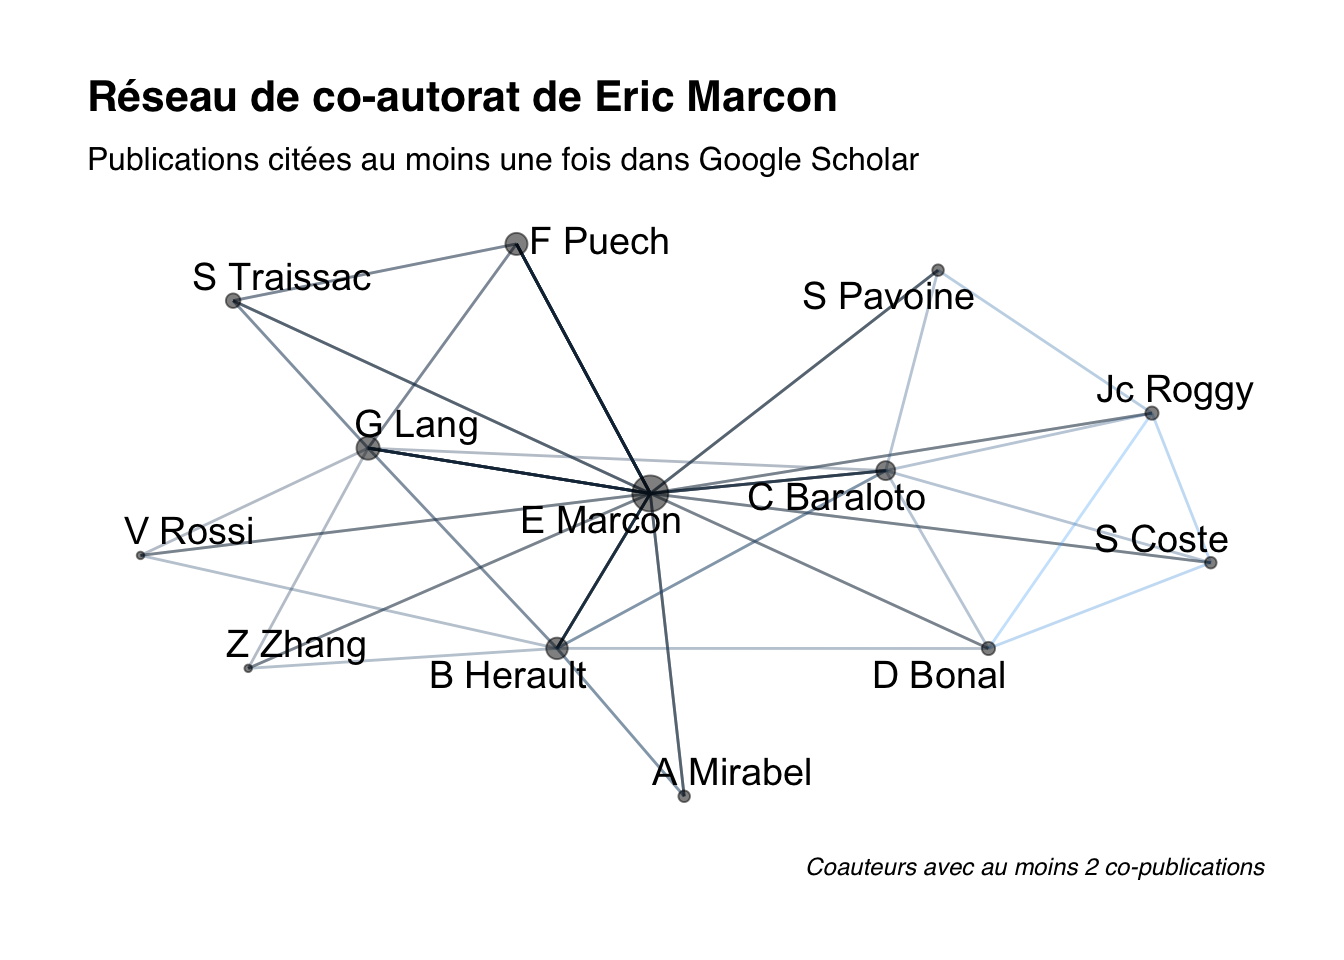 Réseau de co-autorat de Eric Marcon
Publications citées au moins une fois dans Google Scholar
F Puech
S Traissac
S Pavoine
Jc Roggy
G Lang
C Baraloto
E Marcon
V Rossi
S Coste
Z Zhang
B Herault
D Bonal
A Mirabel
Coauteurs avec au moins 2 co-publications